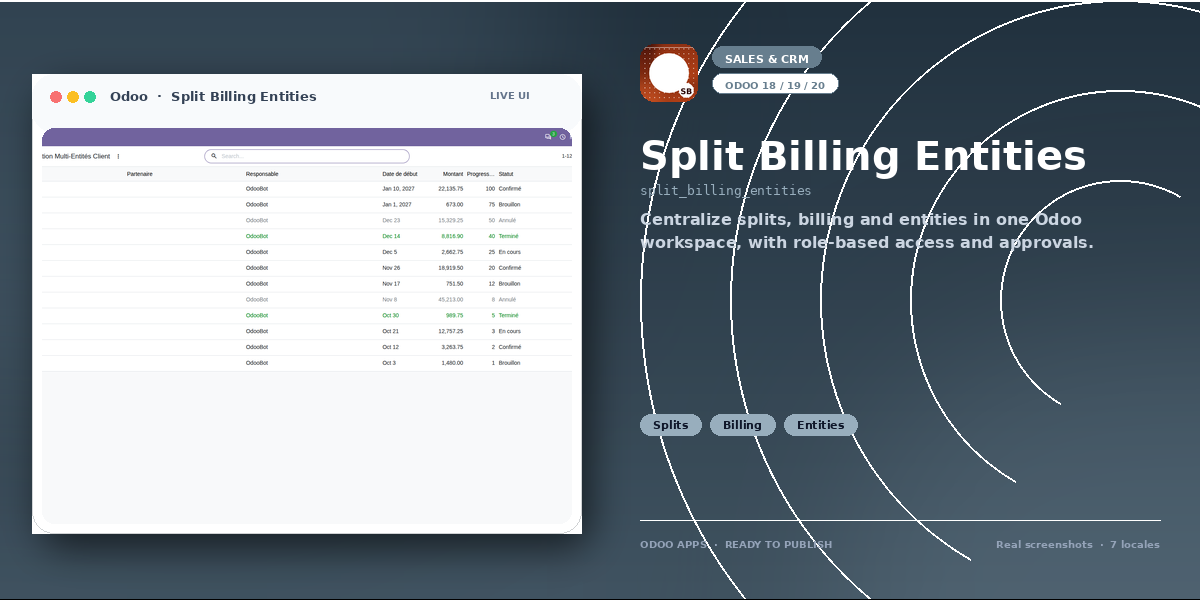 Odoo · Split Billing Entities
LIVE UI
tion Multi-Entités Client
Search...
1-12
Partenaire Responsable Date de début Montant Progress... Statut
OdooBot Jan 10, 2027 22,135.75 100 Confirmé
OdooBot Jan 1, 2027 673.00 75 Brouillon
OdooBot Dec 23 15,329.25 50 Annulé
OdooBot Dec 14 8,816.90 40 Terminé
OdooBot Dec 5 2,662.75 25 En cours
OdooBot Nov 26 18,919.50 20 Confirmé
OdooBot Nov 17 751.50 12 Brouillon
OdooBot Nov 8 45,213.00 8 Annulé
OdooBot Oct 30 989.75 5 Terminé
OdooBot Oct 21 12,757.25 3 En cours
OdooBot Oct 12 3,263.75 2 Confirmé
OdooBot Oct 3 1,480.00 1 Brouillon
SB
SALES & CRM
ODOO 18 / 19 / 20
Split Billing Entities
split_billing_entities
Centralize splits, billing and entities in one Odoo
workspace, with role-based access and approvals.
Splits Billing Entities
ODOO APPS · READY TO PUBLISH
Real screenshots · 7 locales